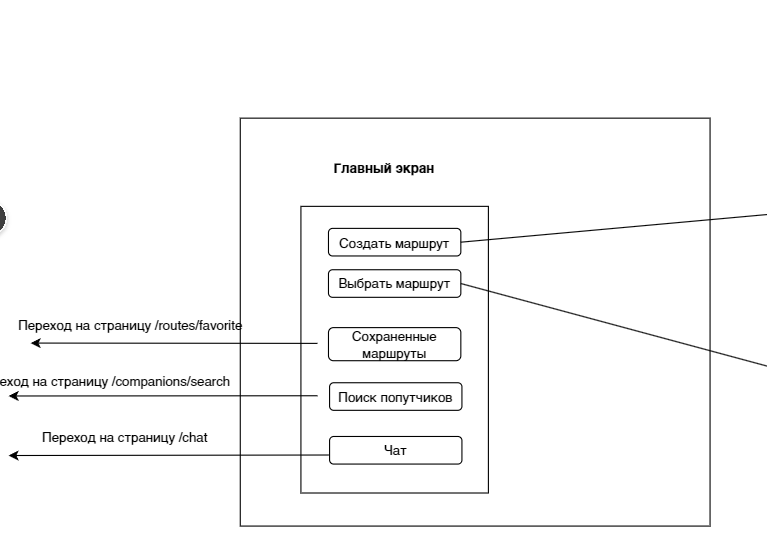 Главный экран
Создать маршрут
Выбрать маршрут
Переход на страницу /routes/favorite
Сохраненные
маршруты
на страницу /companions/search
Поиск попутчиков
Переход на страницу /chat
Чат